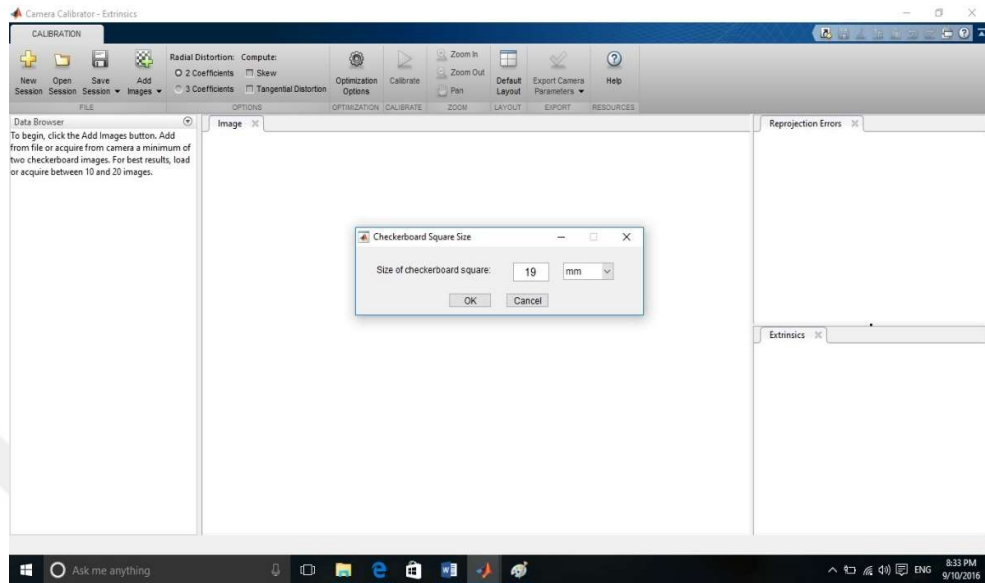 Camera Calibrator - Extrinsics
CALIBRATION
New Session
Open Session
Save Session
Add Images
FILE
Radial Distortion: Compute:
2 Coefficients Skew
3 Coefficients Tangential Distortion
OPTIONS
Optimization Options
OPTIMIZATION
Calibrate
CALIBRATE
Zoom In
Zoom Out
Pan
ZOOM
Default Layout
LAYOUT
Export Camera Parameters
EXPORT
Help
RESOURCES
Data Browser
To begin, click the Add Images button. Add
from file or acquire from camera a minimum of
two checkerboard images. For best results, load
or acquire between 10 and 20 images.
Image
Reprojection Errors
Checkerboard Square Size
Size of checkerboard square: 19 mm
OK Cancel
Extrinsics
Ask me anything
ENG
8:33 PM
9/10/2016